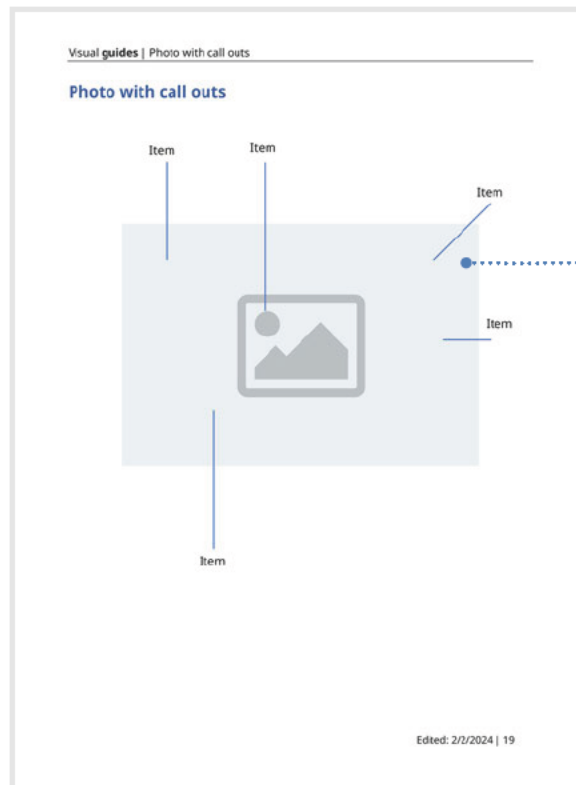 Visual guides | Photo with call outs
Photo with call outs
Item
Item
Item
Item
Item
Edited: 2/2/2024 | 19